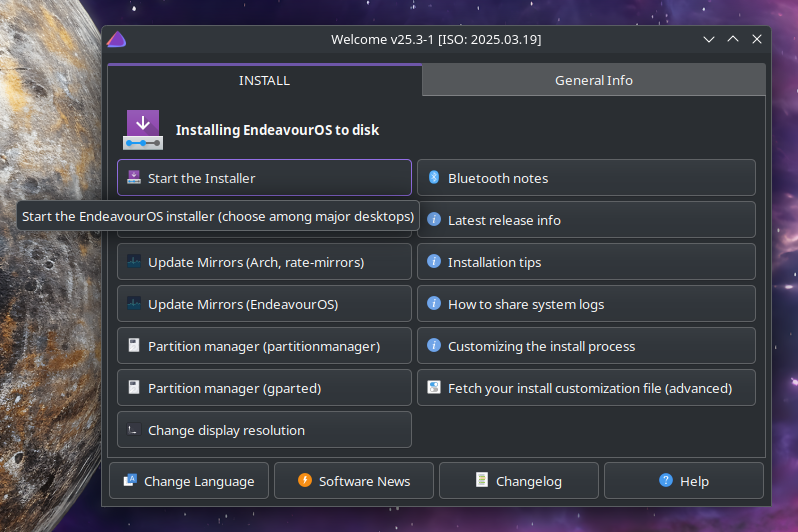 Welcome v25.3-1 [ISO: 2025.03.19]
INSTALL
General Info
Installing EndeavourOS to disk
Start the Installer
Bluetooth notes
Start the EndeavourOS installer (choose among major desktops)
Latest release info
Update Mirrors (Arch, rate-mirrors)
Installation tips
Update Mirrors (EndeavourOS)
How to share system logs
Partition manager (partitionmanager)
Customizing the install process
Partition manager (gparted)
Fetch your install customization file (advanced)
Change display resolution
Change Language
Software News
Changelog
Help